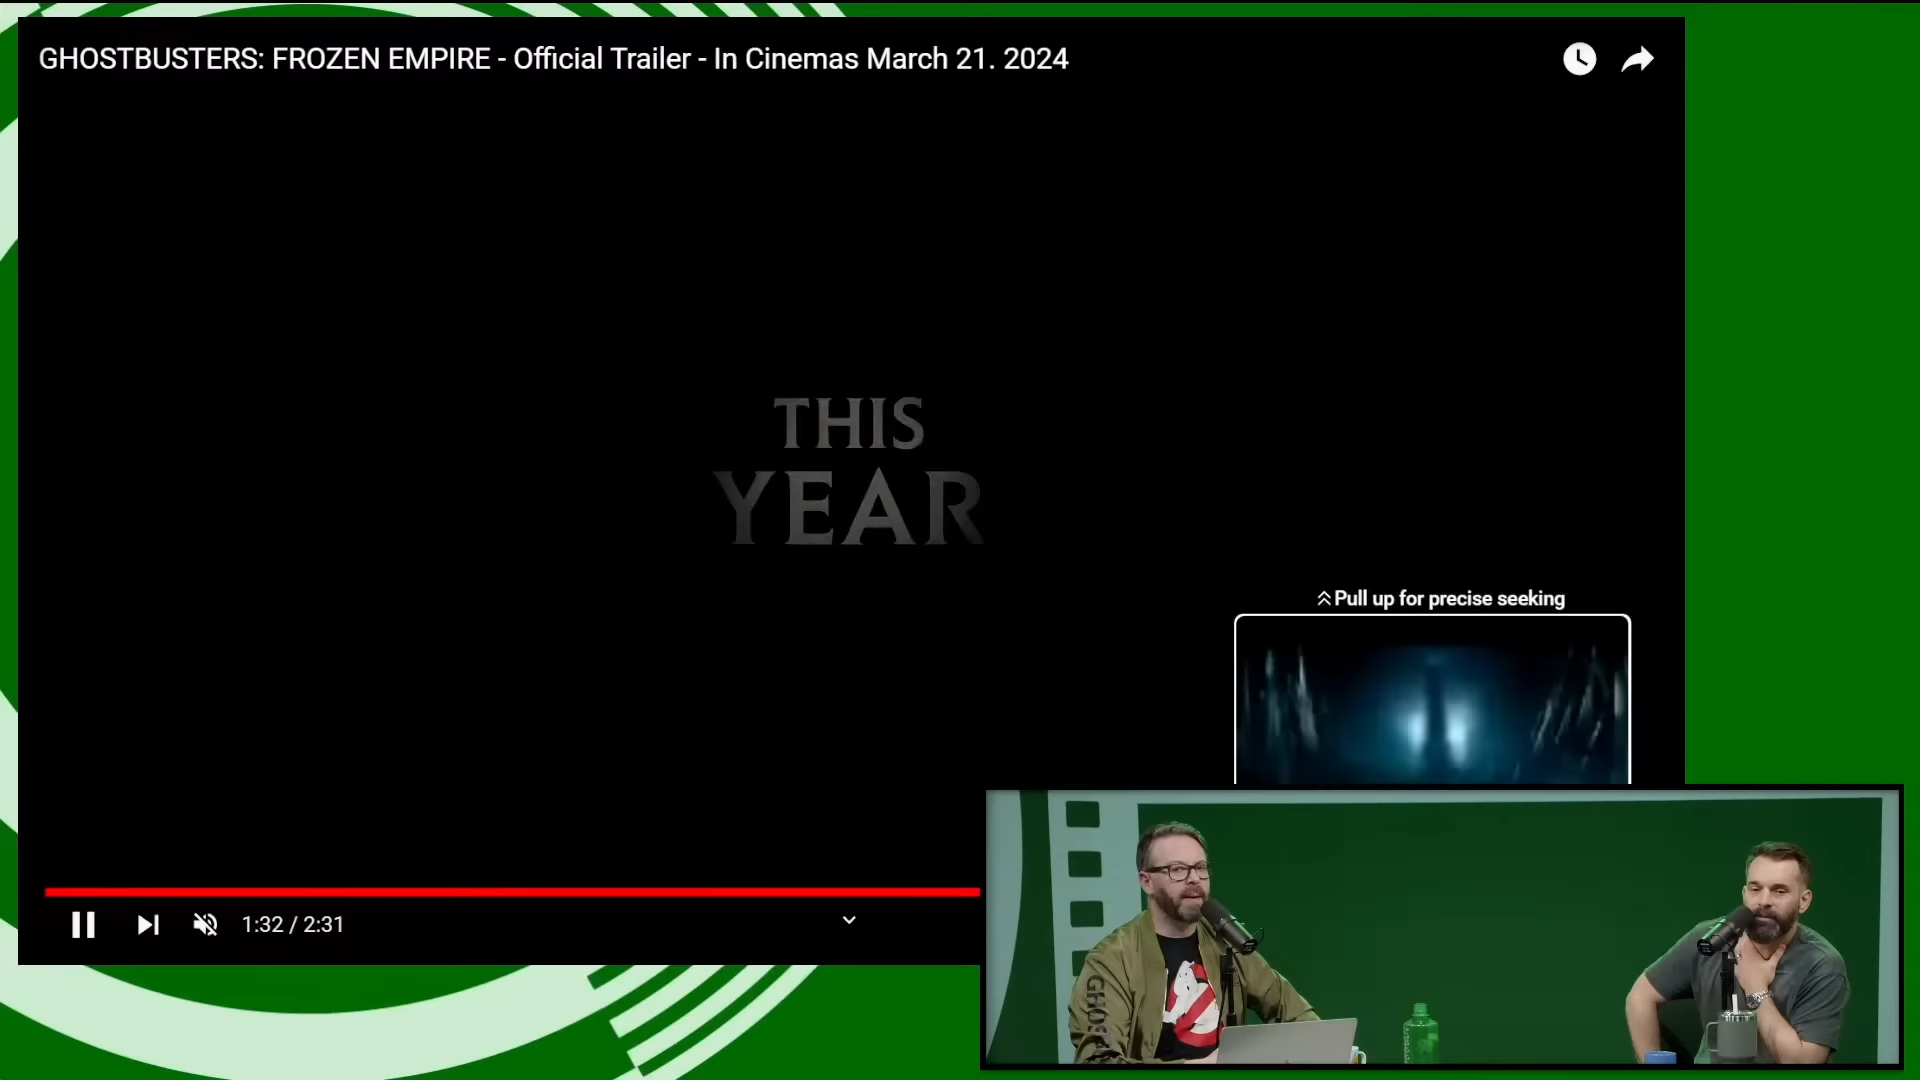 GHOSTBUSTERS: FROZEN EMPIRE - Official Trailer - In Cinemas March 21. 2024
THIS
YEAR
Pull up for precise seeking
1:32 / 2:31